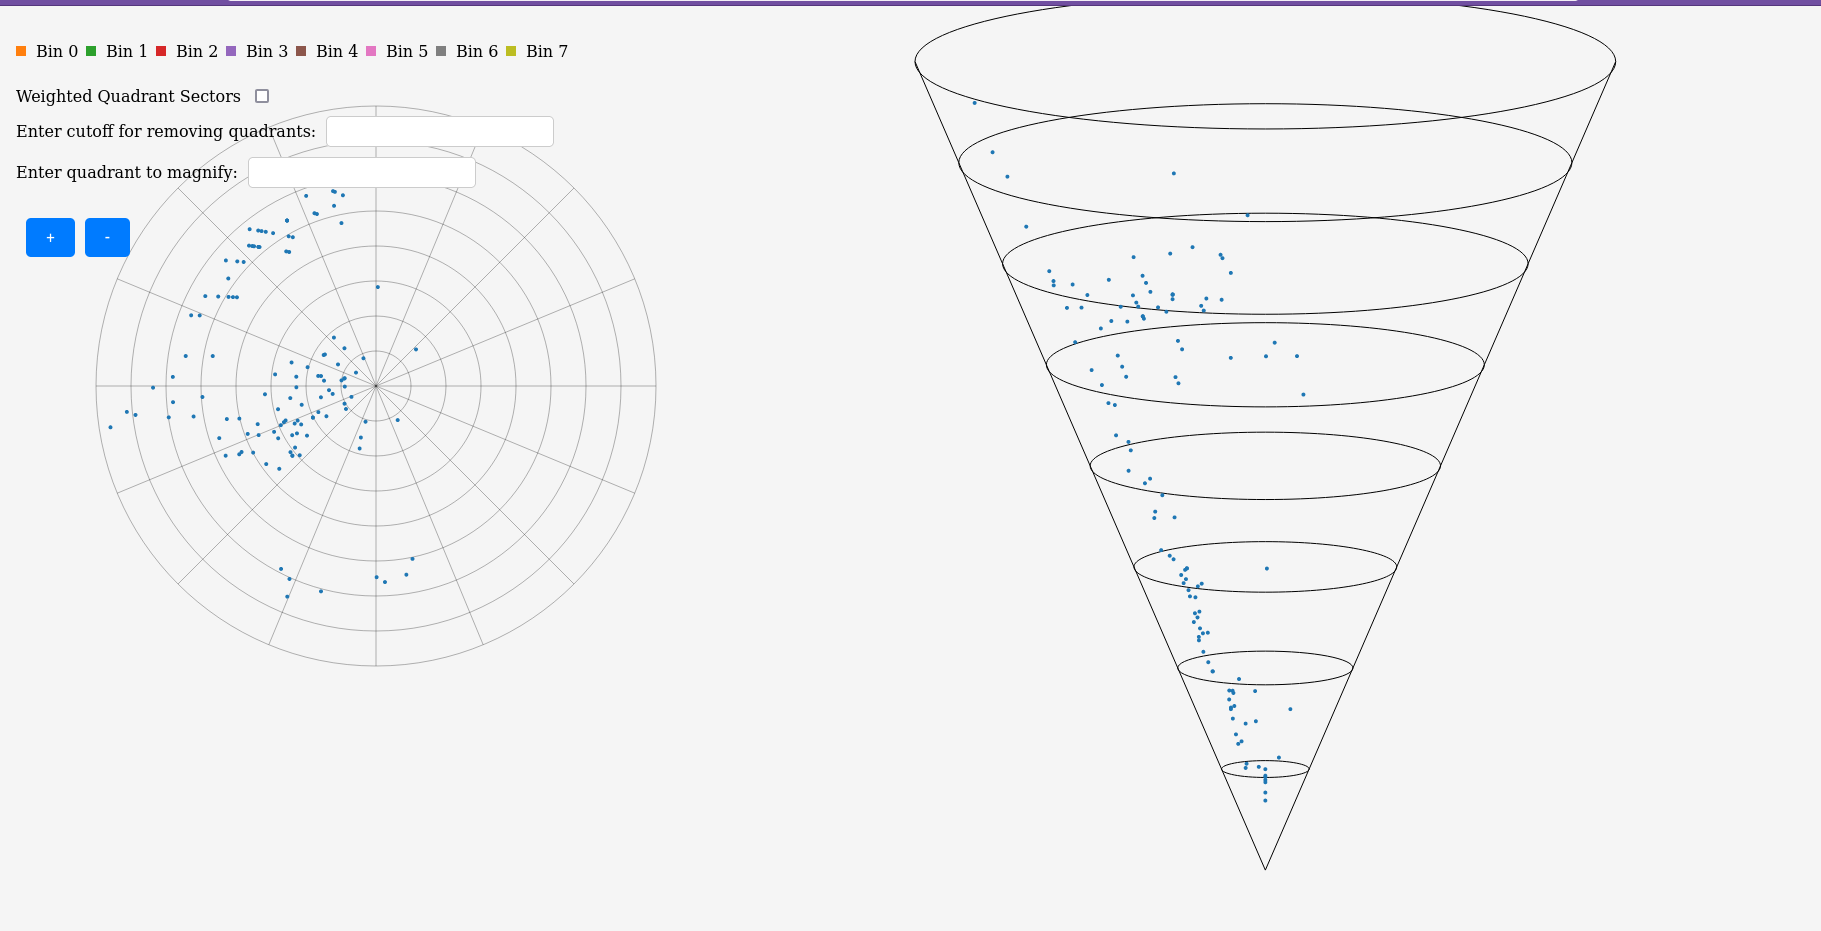 Bin 0 Bin 1 Bin 2 Bin 3 Bin 4 Bin 5 Bin 6 Bin 7
Weighted Quadrant Sectors
Enter cutoff for removing quadrants:
Enter quadrant to magnify:
+ -